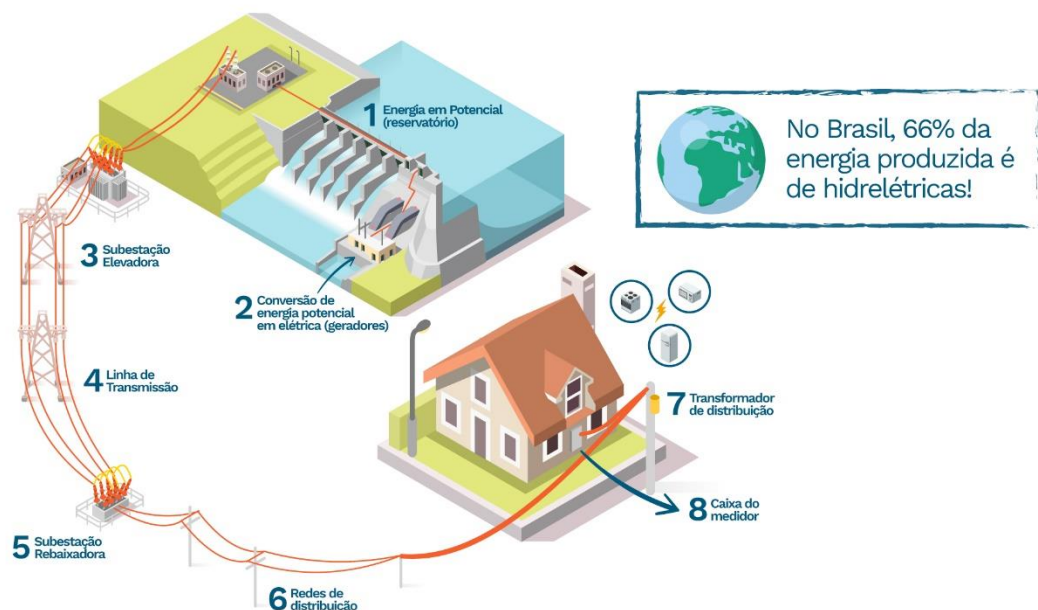 1 Energia em Potencial
(reservatório)
No Brasil, 66% da
energia produzida é
de hidrelétricas!
2 Conversão de
energia potencial
em elétrica (geradores)
3 Subestação
Elevadora
4 Linha de
Transmissão
5 Subestação
Rebaixadora
6 Redes de
distribuição
7 Transformador
de distribuição
8 Caixa do
medidor